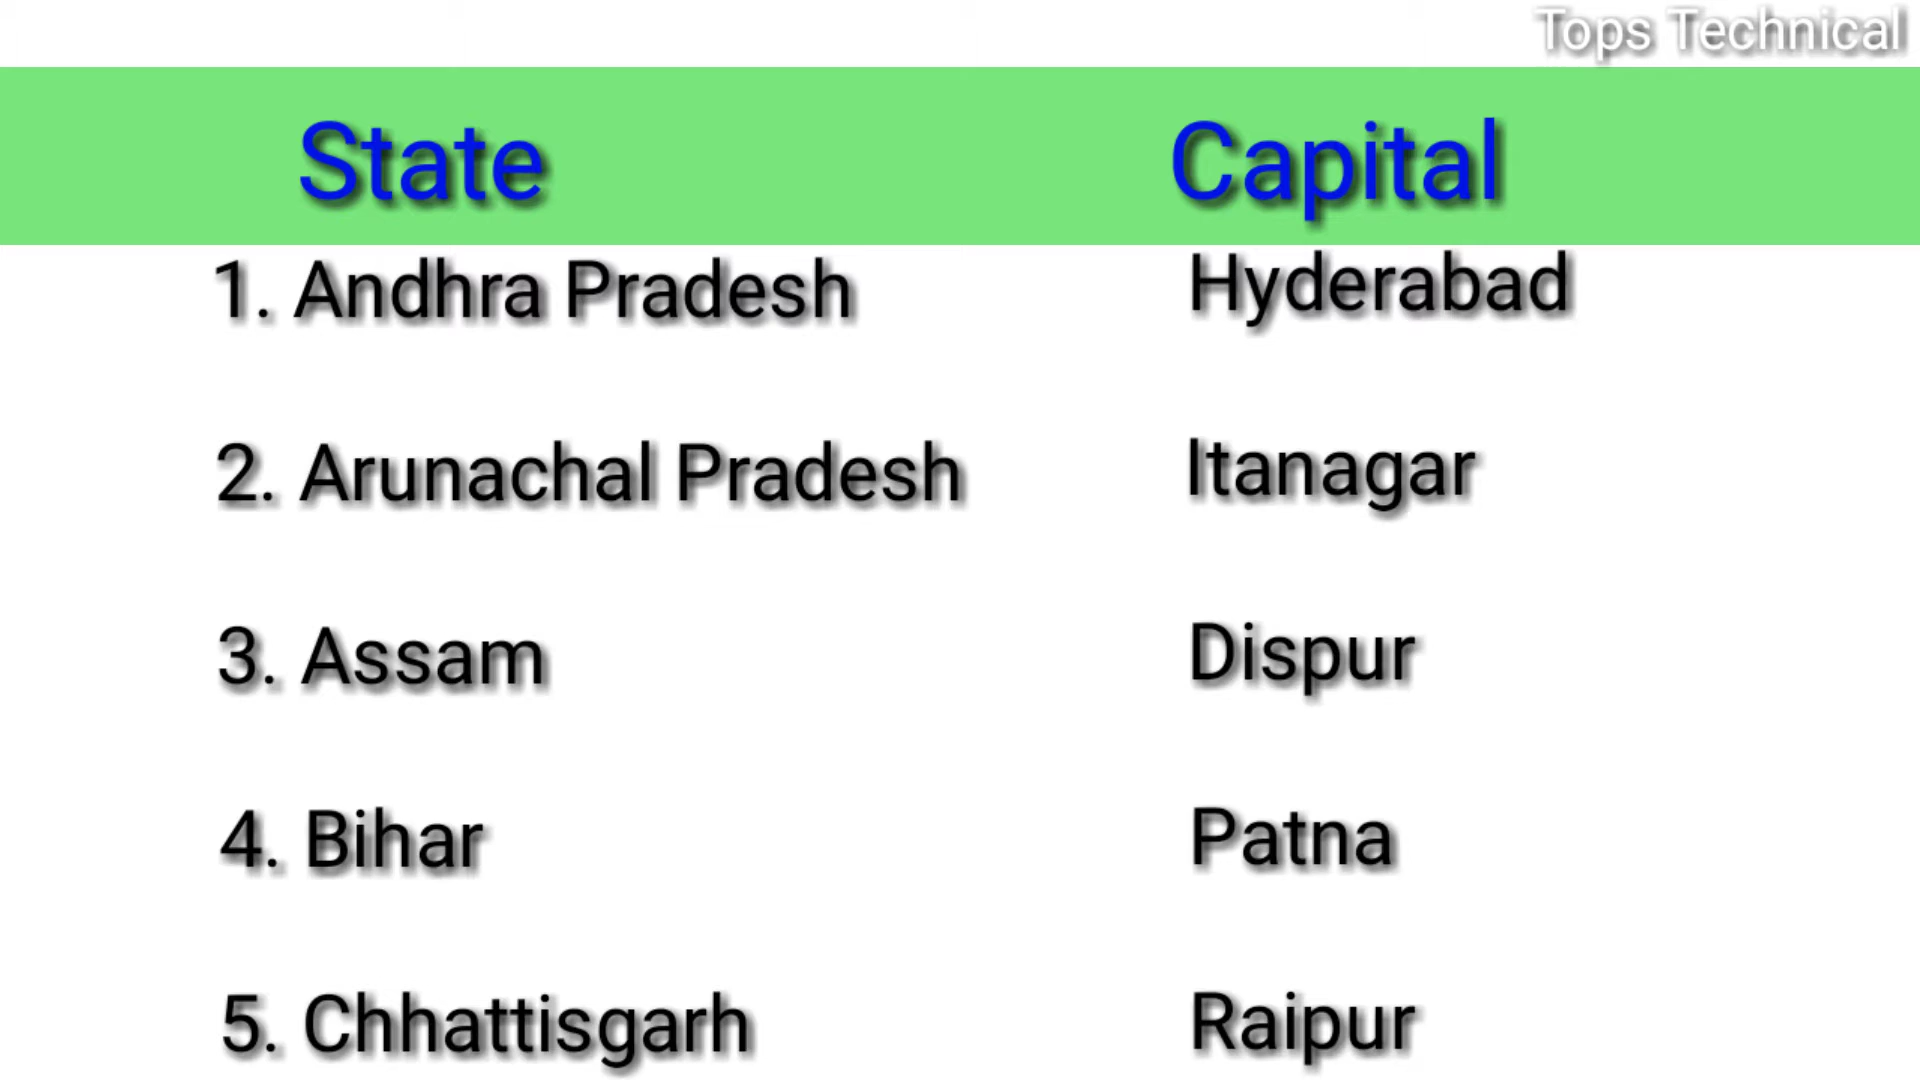 Tops Technical
State Capital
1. Andhra Pradesh Hyderabad
2. Arunachal Pradesh Itanagar
3. Assam Dispur
4. Bihar Patna
5. Chhattisgarh Raipur